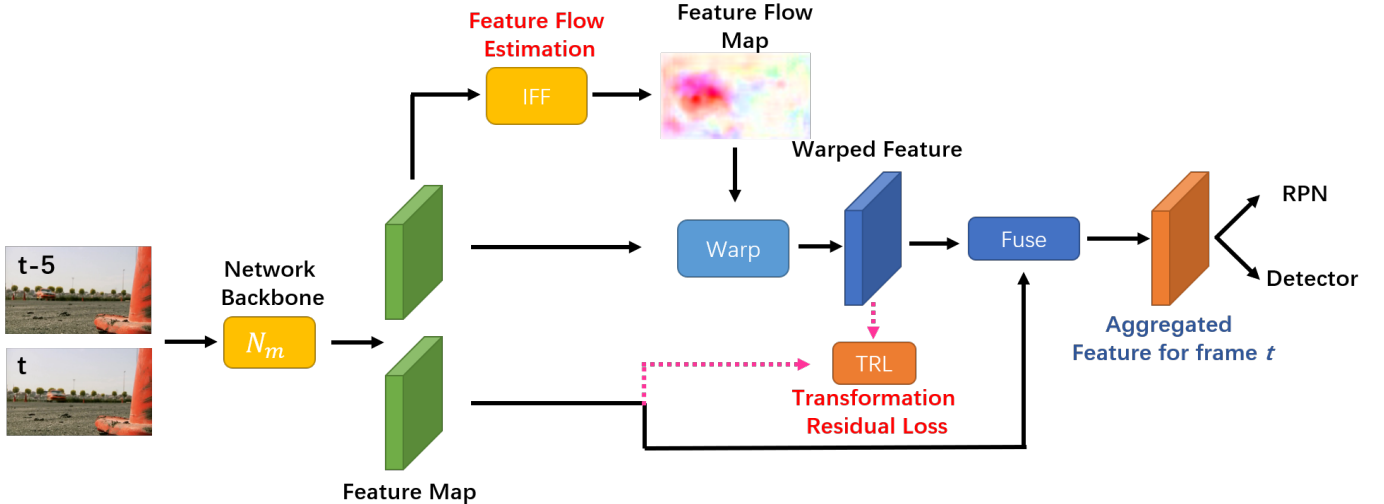 Feature Flow
Estimation
IFF
Feature Flow
Map
Warped Feature
RPN
t-5
Network
Backbone
N_m
Warp
Fuse
Detector
t
TRL
Transformation
Residual Loss
Aggregated
Feature for frame t
Feature Map